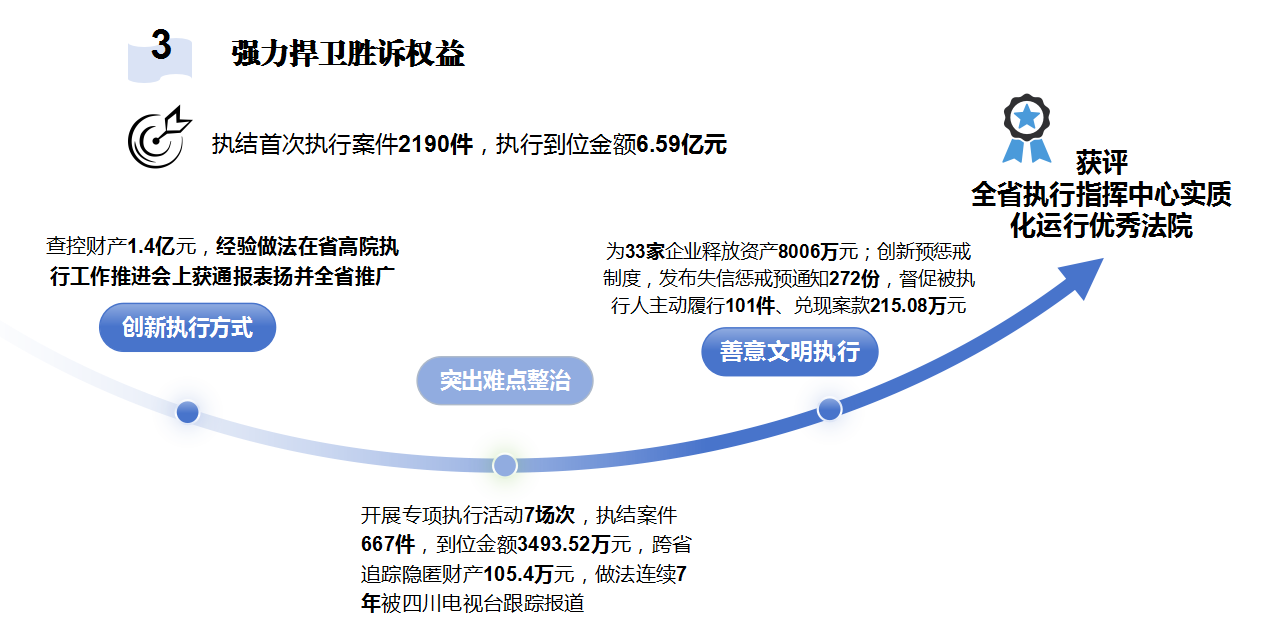 3
强力捍卫胜诉权益
执结首次执行案件2190件，执行到位金额6.59亿元
获评
全省执行指挥中心实质
化运行优秀法院
查控财产1.4亿元，经验做法在省高院执
行工作推进会上获通报表扬并全省推广
创新执行方式
突出难点整治
开展专项执行活动7场次，执结案件
667件，到位金额3493.52万元，跨省
追踪隐匿财产105.4万元，做法连续7
年被四川电视台跟踪报道
为33家企业释放资产8006万元；创新预惩戒
制度，发布失信惩戒预通知272份，督促被执
行人主动履行101件、兑现案款215.08万元
善意文明执行